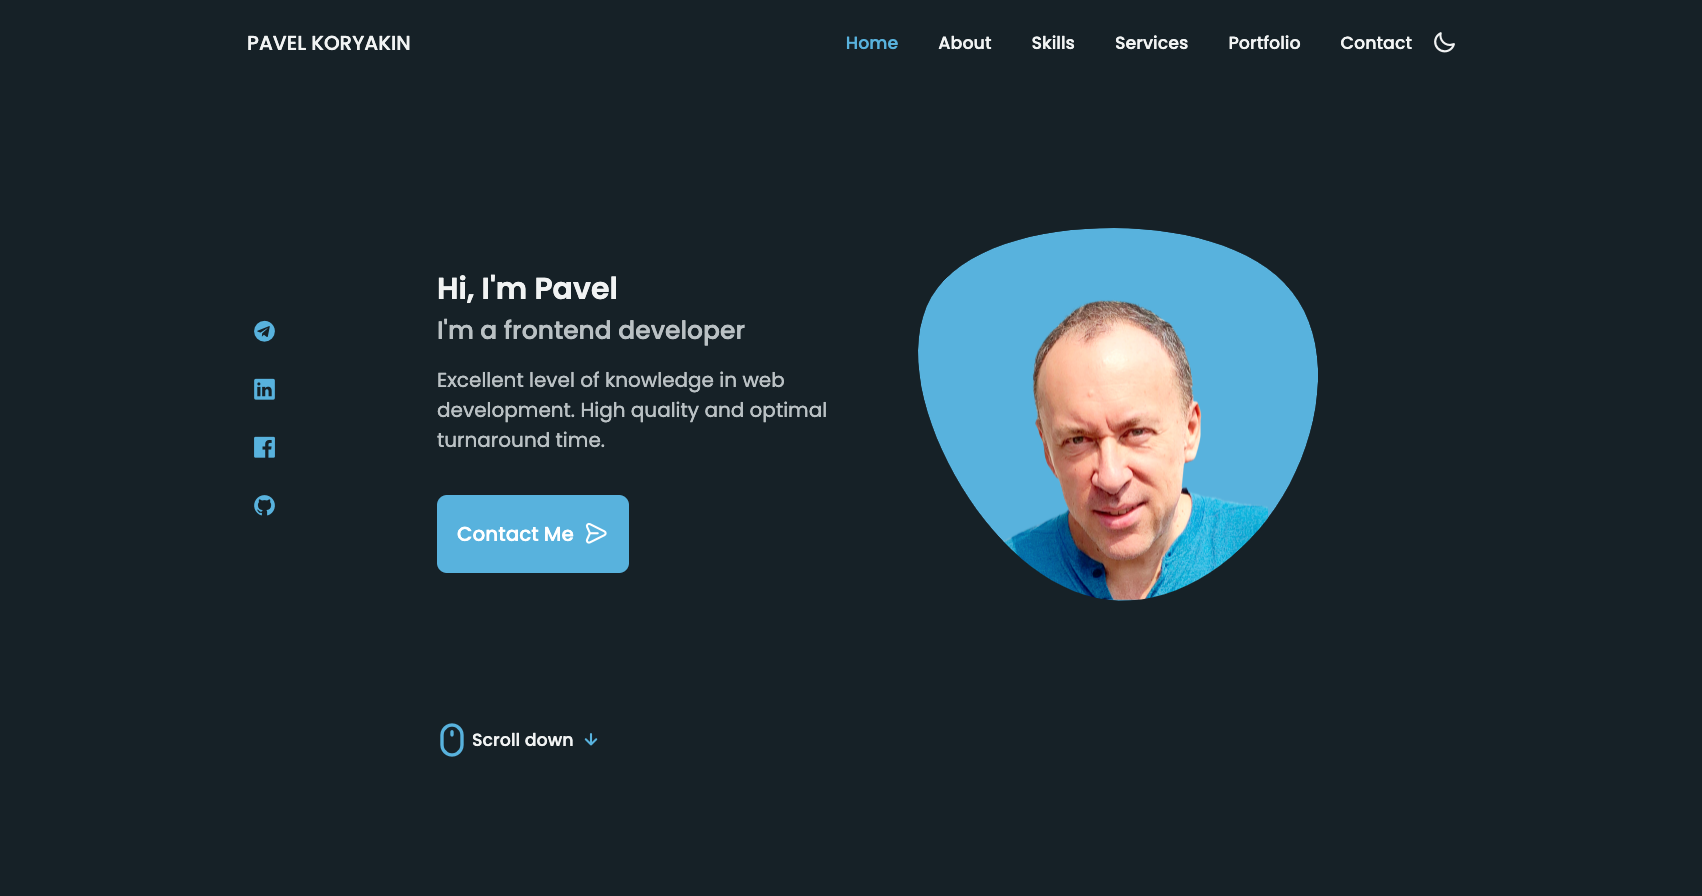 PAVEL KORYAKIN
Home
About
Skills
Services
Portfolio
Contact
Hi, I'm Pavel
I'm a frontend developer
Excellent level of knowledge in web
development. High quality and optimal
turnaround time.
Contact Me
Scroll down